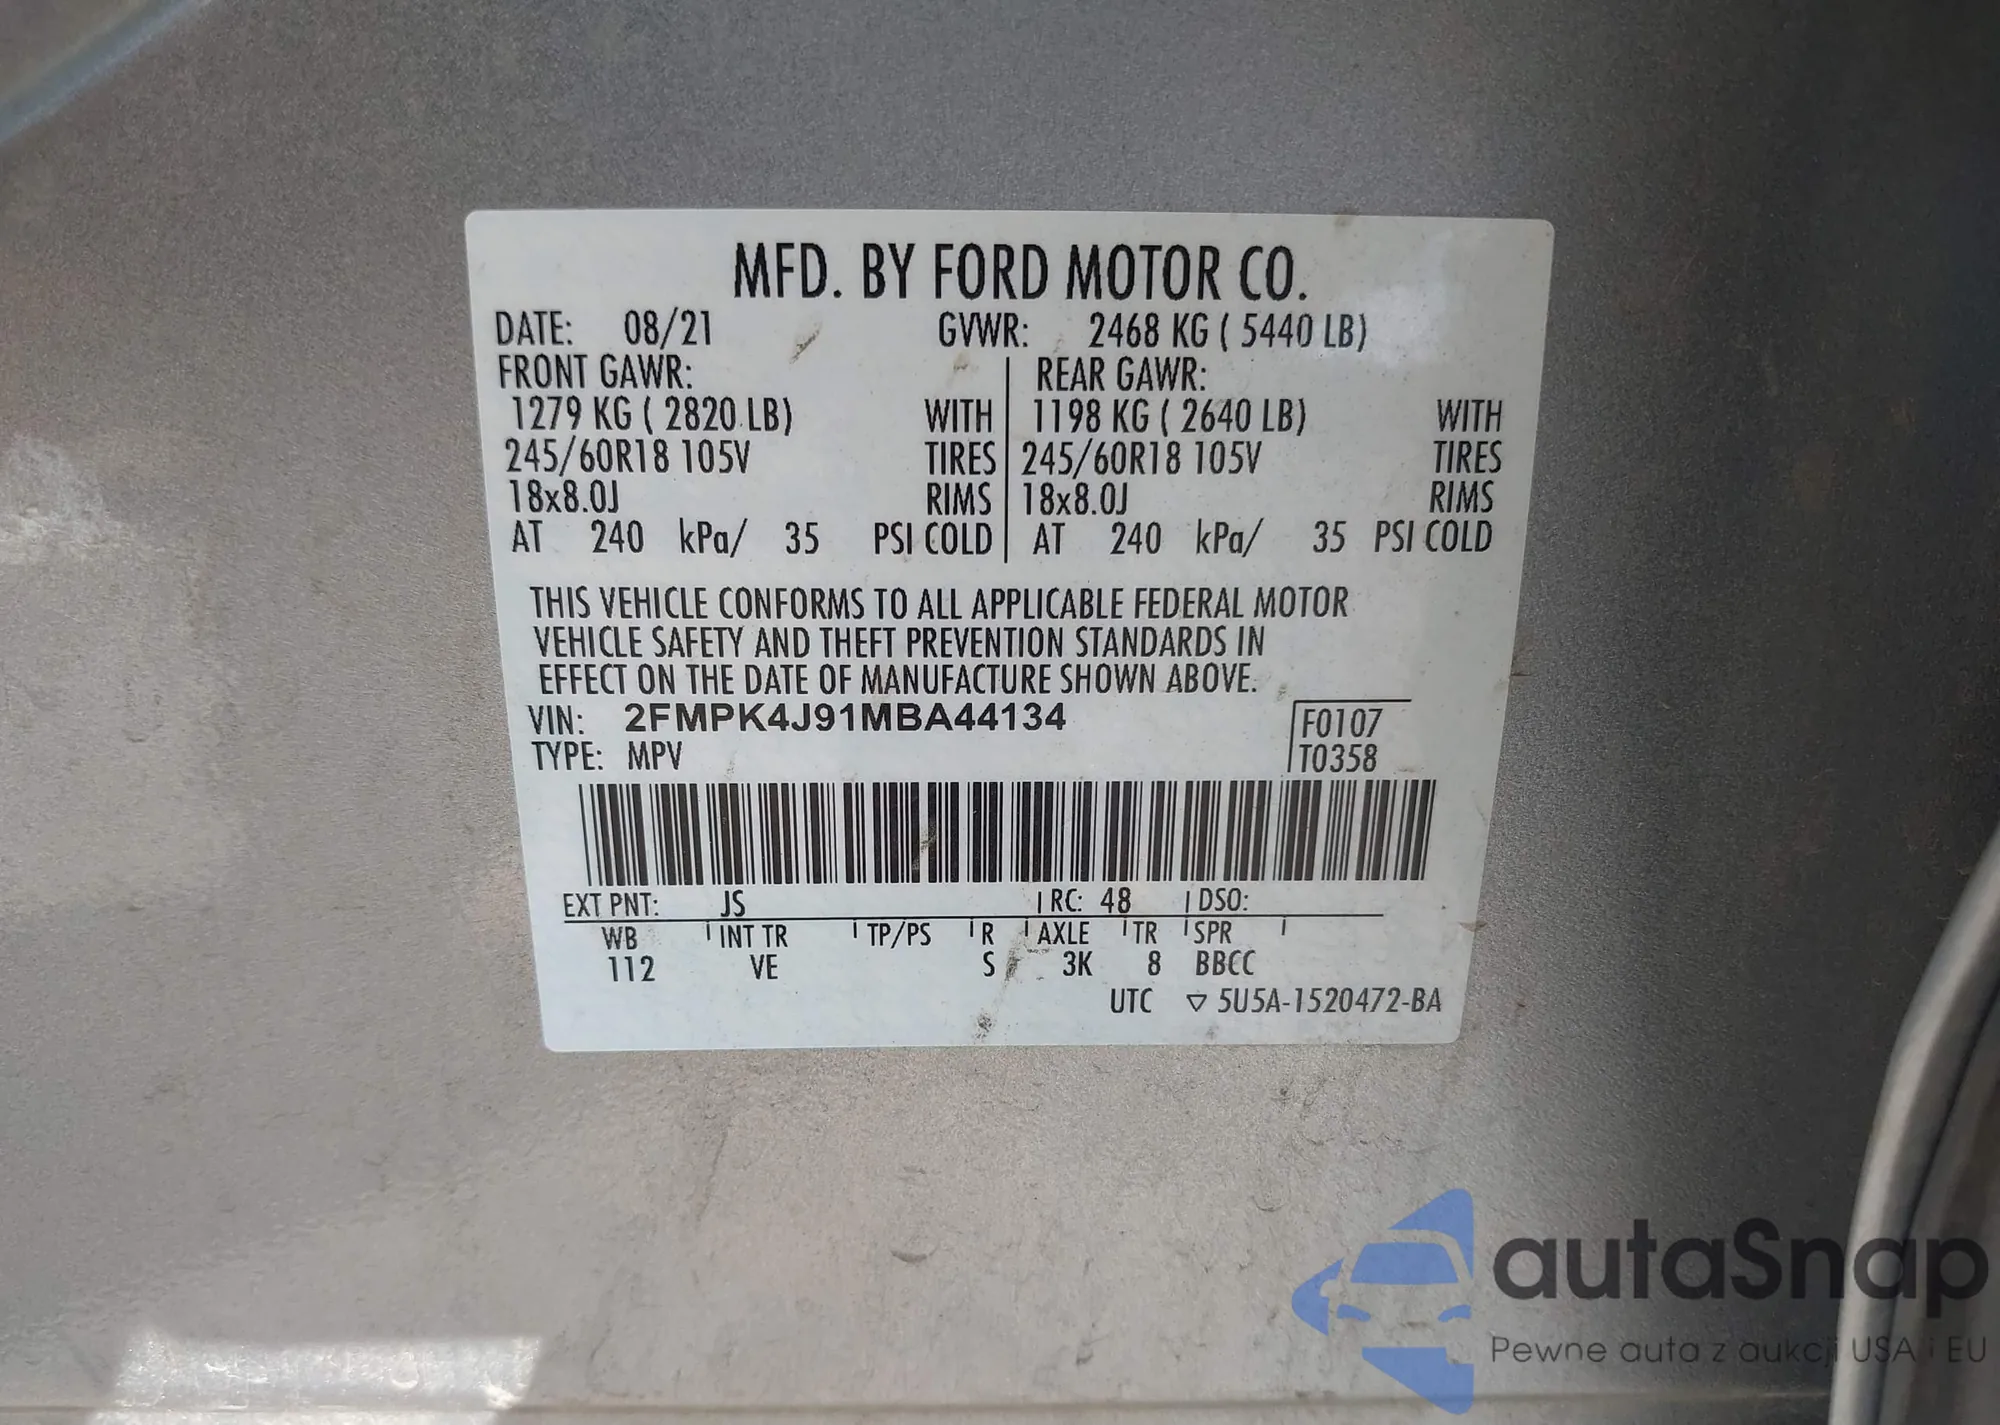 MFD. BY FORD MOTOR CO.
DATE: 08/21 GVWR: 2468 KG ( 5440 LB)
FRONT GAWR: REAR GAWR:
1279 KG ( 2820 LB) WITH 1198 KG ( 2640 LB) WITH
245/60R18 105V TIRES 245/60R18 105V TIRES
18x8.0J RIMS 18x8.0J RIMS
AT 240 kPa/ 35 PSI COLD AT 240 kPa/ 35 PSI COLD
THIS VEHICLE CONFORMS TO ALL APPLICABLE FEDERAL MOTOR
VEHICLE SAFETY AND THEFT PREVENTION STANDARDS IN
EFFECT ON THE DATE OF MANUFACTURE SHOWN ABOVE.
VIN: 2FMPK4J91MBA44134 F0107
TYPE: MPV T0358
EXT PNT: JS RC: 48 DSO:
WB INT TR TP/PS R AXLE TR SPR
112 VE S 3K 8 BBCC
UTC ▽ 5U5A-1520472-BA
autaSnap
Pewne auta z aukcji USA i EU